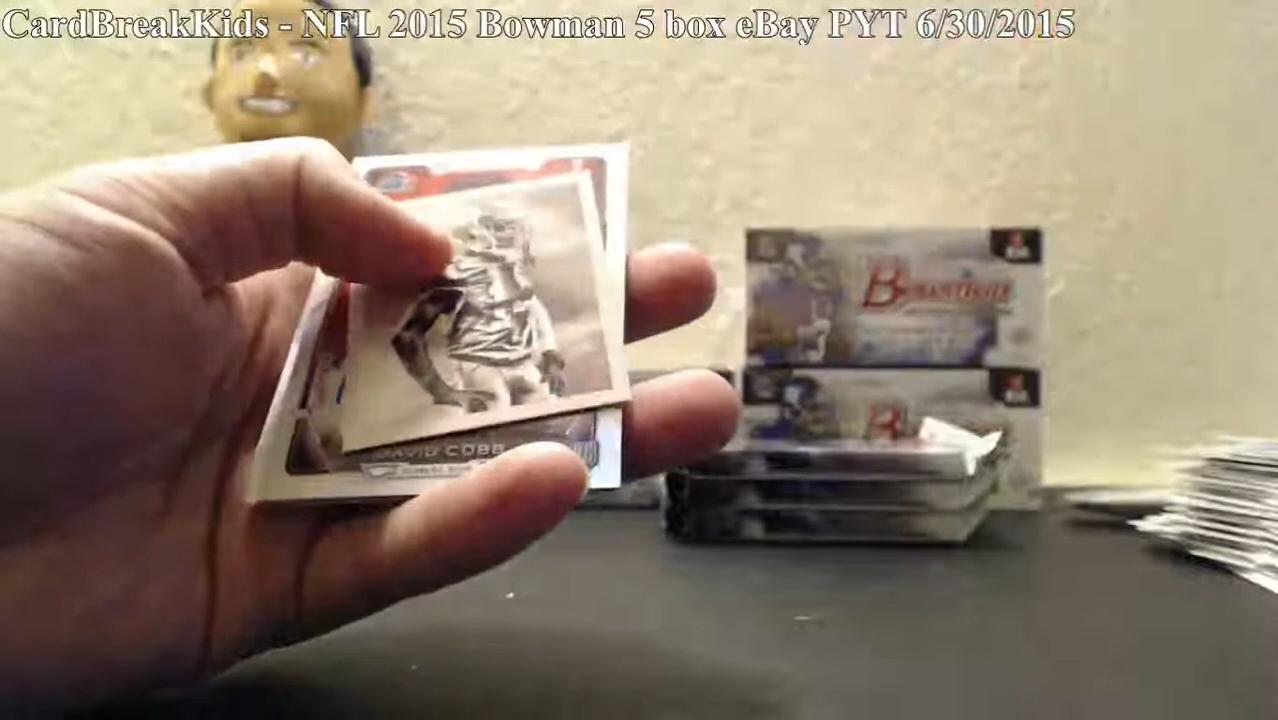 CardBreakKids - NFL 2015 Bowman 5 box eBay PYT 6/30/2015
Bowman
DAVID COBB